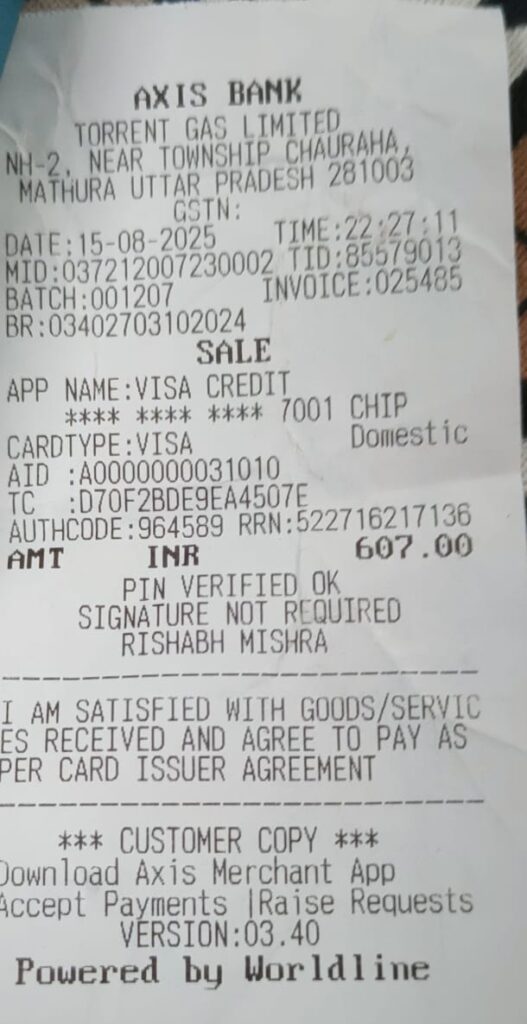 AXIS BANK
TORRENT GAS LIMITED
NH-2, NEAR TOWNSHIP CHAURAHA,
MATHURA UTTAR PRADESH 281003
GSTN:
DATE:15-08-2025 TIME:22:27:11
MID:037212007230002 TID:85579013
BATCH:001207 INVOICE:025485
BR:03402703102024
SALE
APP NAME:VISA CREDIT
**** **** **** 7001 CHIP
CARDTYPE:VISA Domestic
AID :A0000000031010
TC :D70F2BDE9EA4507E
AUTHCODE:964589 RRN:522716217136
AMT INR 607.00
PIN VERIFIED OK
SIGNATURE NOT REQUIRED
RISHABH MISHRA
I AM SATISFIED WITH GOODS/SERVIC
ES RECEIVED AND AGREE TO PAY AS
PER CARD ISSUER AGREEMENT
*** CUSTOMER COPY ***
Download Axis Merchant App
Accept Payments |Raise Requests
VERSION:03.40
Powered by Worldline